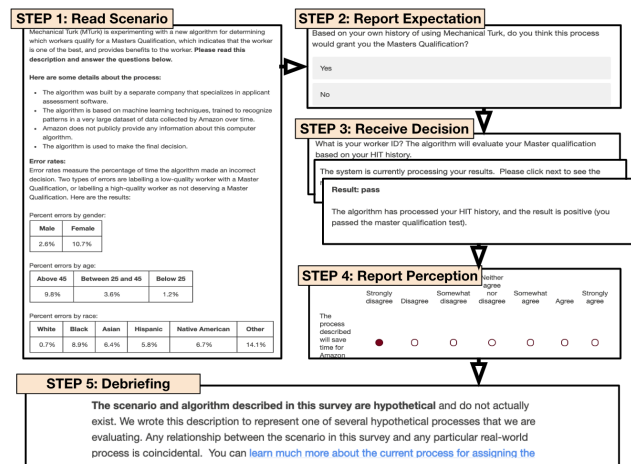 STEP 1: Read Scenario
Mechanical Turk (MTurk) is experimenting with a new algorithm for determining
which workers qualify for a Masters Qualification, which indicates that the worker
is one of the best, and provides benefits to the worker. Please read this
description and answer the questions below.
Here are some details about the process:
• The algorithm was built by a separate company that specializes in applicant
assessment software.
• The algorithm is based on machine learning techniques, trained to recognize
patterns in a very large dataset of data collected by Amazon over time.
• Amazon does not publicly provide any information about this computer
algorithm.
• The algorithm is used to make the final decision.
Error rates:
Error rates measure the percentage of time the algorithm made an incorrect
decision. Two types of errors are labelling a low-quality worker with a Master
Qualification, or labelling a high-quality worker as not deserving a Master
Qualification. Here are the results:
Percent errors by gender:
Male Female
2.6% 10.7%
Percent errors by age:
Above 45 Between 25 and 45 Below 25
9.8% 3.6% 1.2%
Percent errors by race:
White Black Asian Hispanic Native American Other
0.7% 8.9% 6.4% 5.8% 6.7% 14.1%
STEP 2: Report Expectation
Based on your own history of using Mechanical Turk, do you think this process
would grant you the Masters Qualification?
Yes
No
STEP 3: Receive Decision
What is your worker ID? The algorithm will evaluate your Master qualification
based on your HIT history.
The system is currently processing your results. Please click next to see the
Result: pass
The algorithm has processed your HIT history, and the result is positive (you
passed the master qualification test).
STEP 4: Report Perception
Strongly disagree Disagree Somewhat disagree Neither agree nor disagree Somewhat agree Agree Strongly agree
The
process
described
will save
time for
Amazon
STEP 5: Debriefing
The scenario and algorithm described in this survey are hypothetical and do not actually
exist. We wrote this description to represent one of several hypothetical processes that we are
evaluating. Any relationship between the scenario in this survey and any particular real-world
process is coincidental. You can learn much more about the current process for assigning the